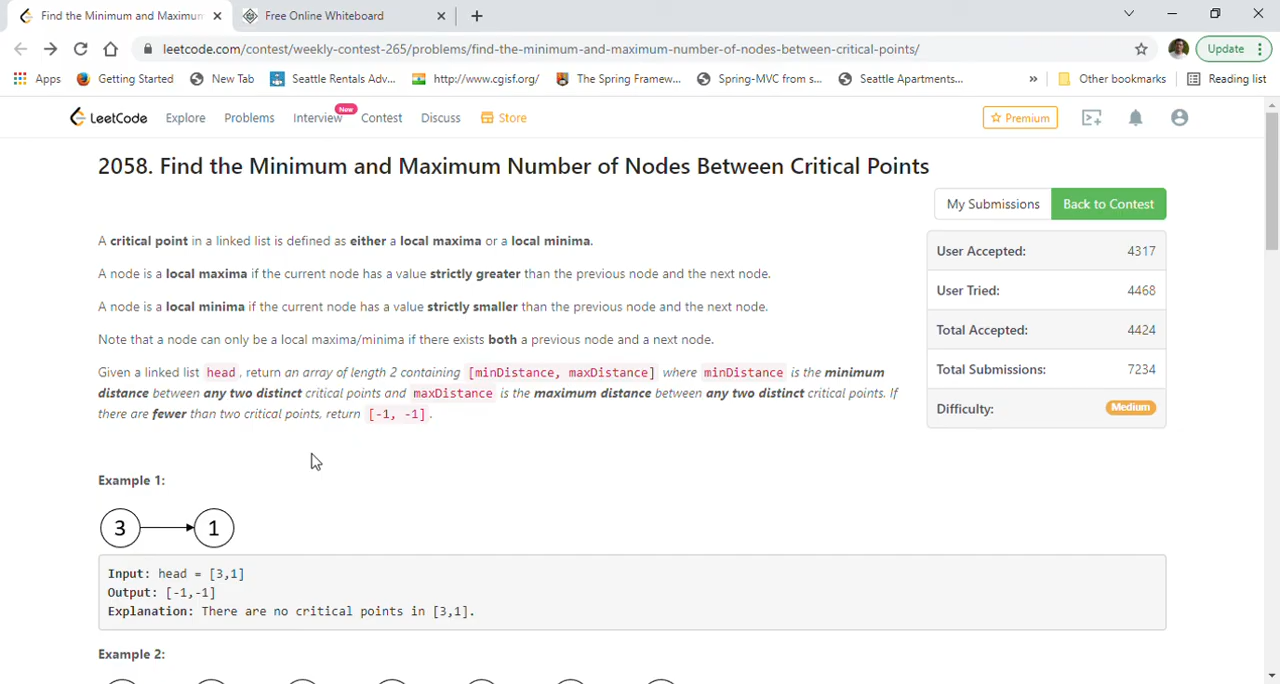 Find the Minimum and Maximum
Free Online Whiteboard
leetcode.com/contest/weekly-contest-265/problems/find-the-minimum-and-maximum-number-of-nodes-between-critical-points/
Update
Apps
Getting Started
New Tab
Seattle Rentals Adv...
http://www.cgisf.org/
The Spring Framew...
Spring-MVC from s...
Seattle Apartments...
»
Other bookmarks
Reading list
LeetCode
Explore
Problems
Interview
New
Contest
Discuss
Store
Premium
2058. Find the Minimum and Maximum Number of Nodes Between Critical Points
My Submissions
Back to Contest
A critical point in a linked list is defined as either a local maxima or a local minima.
A node is a local maxima if the current node has a value strictly greater than the previous node and the next node.
A node is a local minima if the current node has a value strictly smaller than the previous node and the next node.
Note that a node can only be a local maxima/minima if there exists both a previous node and a next node.
Given a linked list head, return an array of length 2 containing [minDistance, maxDistance] where minDistance is the minimum
distance between any two distinct critical points and maxDistance is the maximum distance between any two distinct critical points. If
there are fewer than two critical points, return [-1, -1].
User Accepted: 4317
User Tried: 4468
Total Accepted: 4424
Total Submissions: 7234
Difficulty: Medium
Example 1:
3 1
Input: head = [3,1]
Output: [-1,-1]
Explanation: There are no critical points in [3,1].
Example 2: